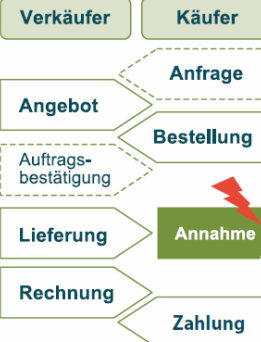 Verkäufer
Käufer
Anfrage
Angebot
Bestellung
Auftrags-
bestätigung
Lieferung
Annahme
Rechnung
Zahlung